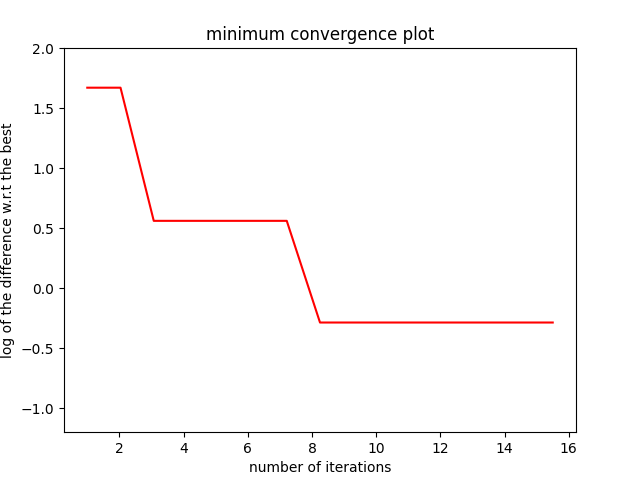 minimum convergence plot
2.0
1.5
1.0
0.5
0.0
−0.5
−1.0
log of the difference w.r.t the best
2 4 6 8 10 12 14 16
number of iterations